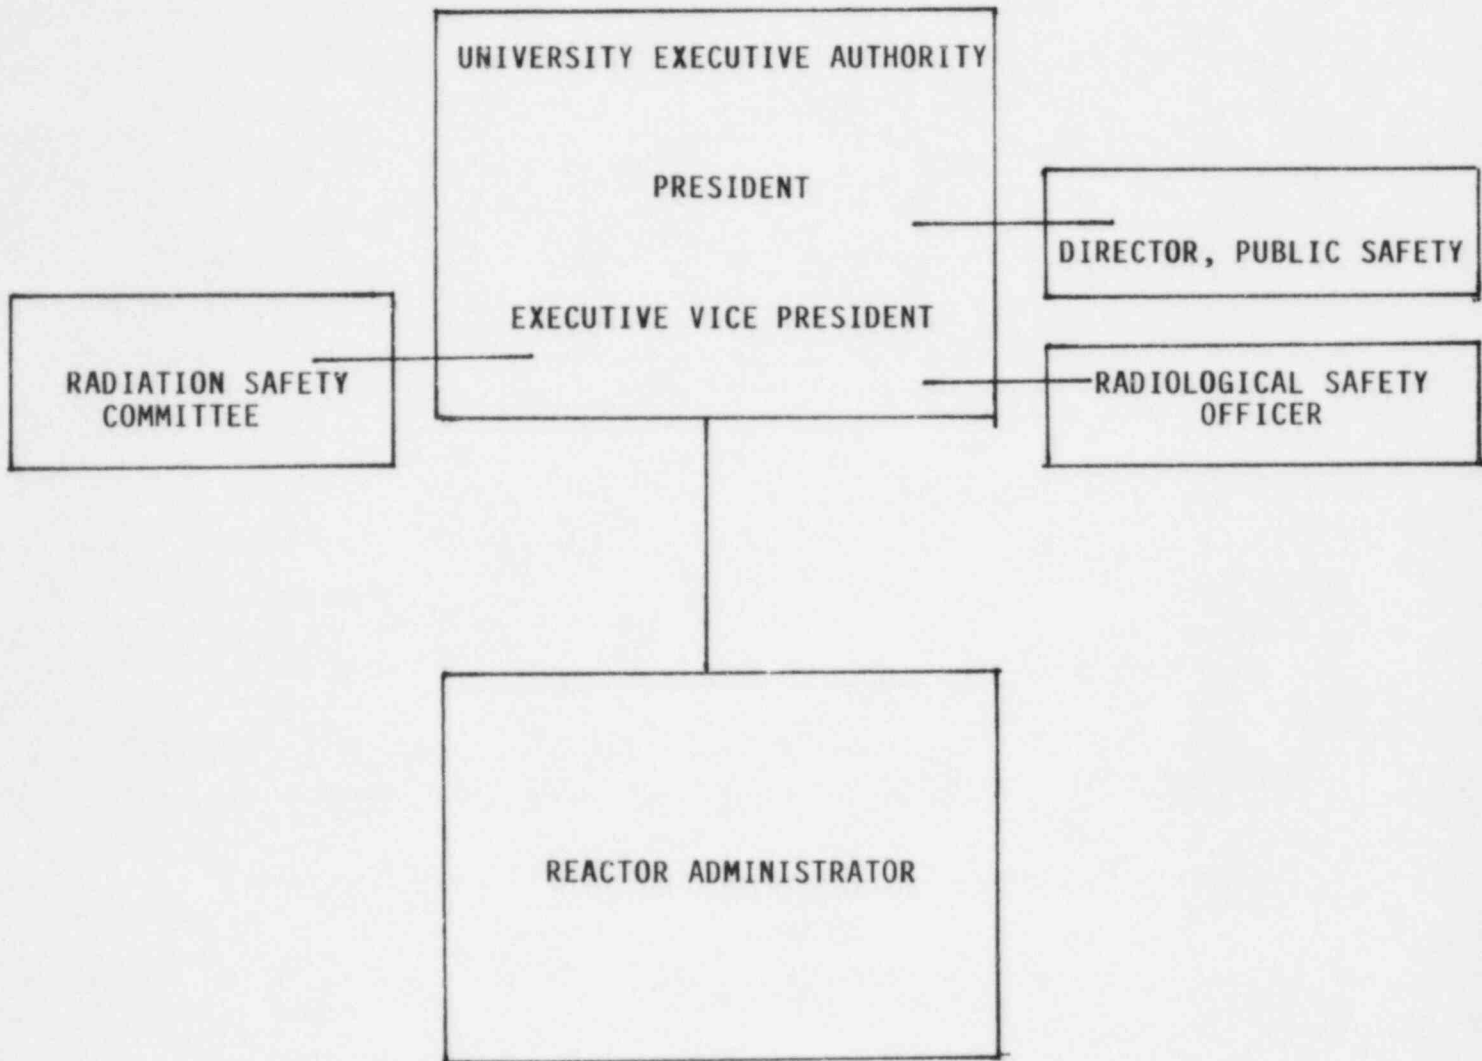 UNIVERSITY EXECUTIVE AUTHORITY
PRESIDENT
DIRECTOR, PUBLIC SAFETY
EXECUTIVE VICE PRESIDENT
RADIATION SAFETY
COMMITTEE
RADIOLOGICAL SAFETY
OFFICER
REACTOR ADMINISTRATOR